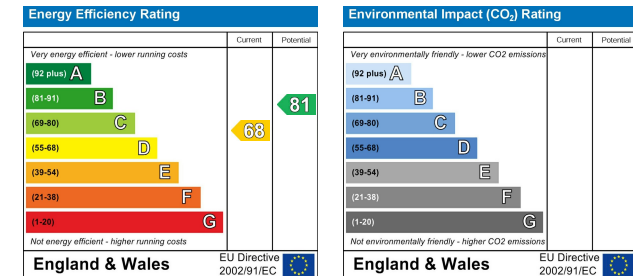 Energy Efficiency Rating
Current
Potential
Very energy efficient - lower running costs
(92 plus) A
(81-91) B
(69-80) C
(55-68) D
(39-54) E
(21-38) F
(1-20) G
68
81
Not energy efficient - higher running costs
England & Wales
EU Directive
2002/91/EC
Environmental Impact (CO₂) Rating
Current
Potential
Very environmentally friendly - lower CO2 emissions
(92 plus) A
(81-91) B
(69-80) C
(55-68) D
(39-54) E
(21-38) F
(1-20) G
Not environmentally friendly - higher CO2 emissions
England & Wales
EU Directive
2002/91/EC